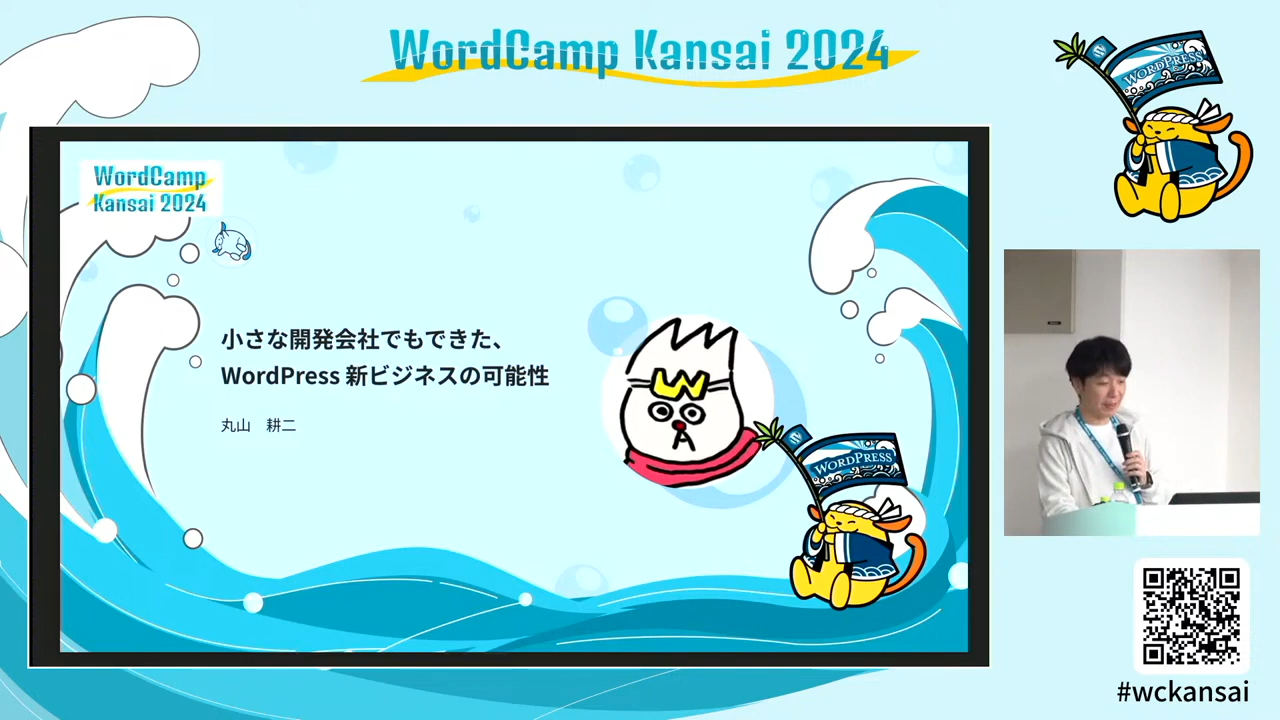 WordCamp Kansai 2024
WORDPRESS
WordCamp
Kansai 2024
小さな開発会社でもできた、
WordPress 新ビジネスの可能性
丸山 耕二
W
WORDPRESS
#wckansai